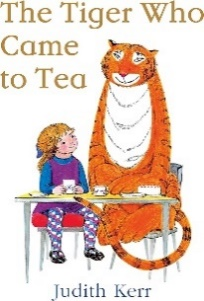 The Tiger Who
Came
to Tea
Judith Kerr